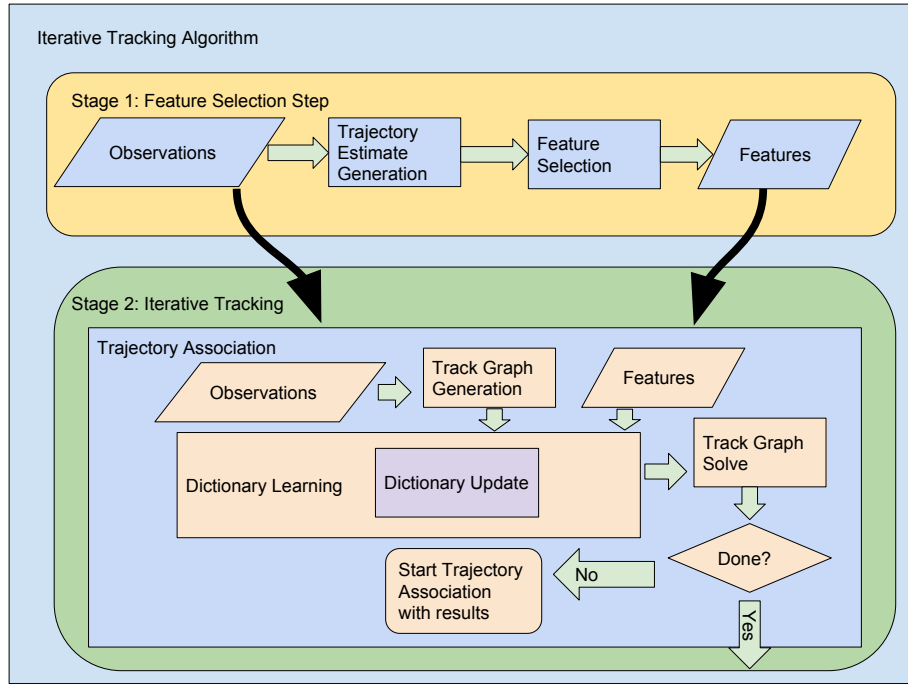 Iterative Tracking Algorithm
Stage 1: Feature Selection Step
Observations
Trajectory
Estimate
Generation
Feature
Selection
Features
Stage 2: Iterative Tracking
Trajectory Association
Observations
Track Graph
Generation
Features
Dictionary Learning
Dictionary Update
Track Graph
Solve
Done?
No
Start Trajectory
Association
with results
Yes